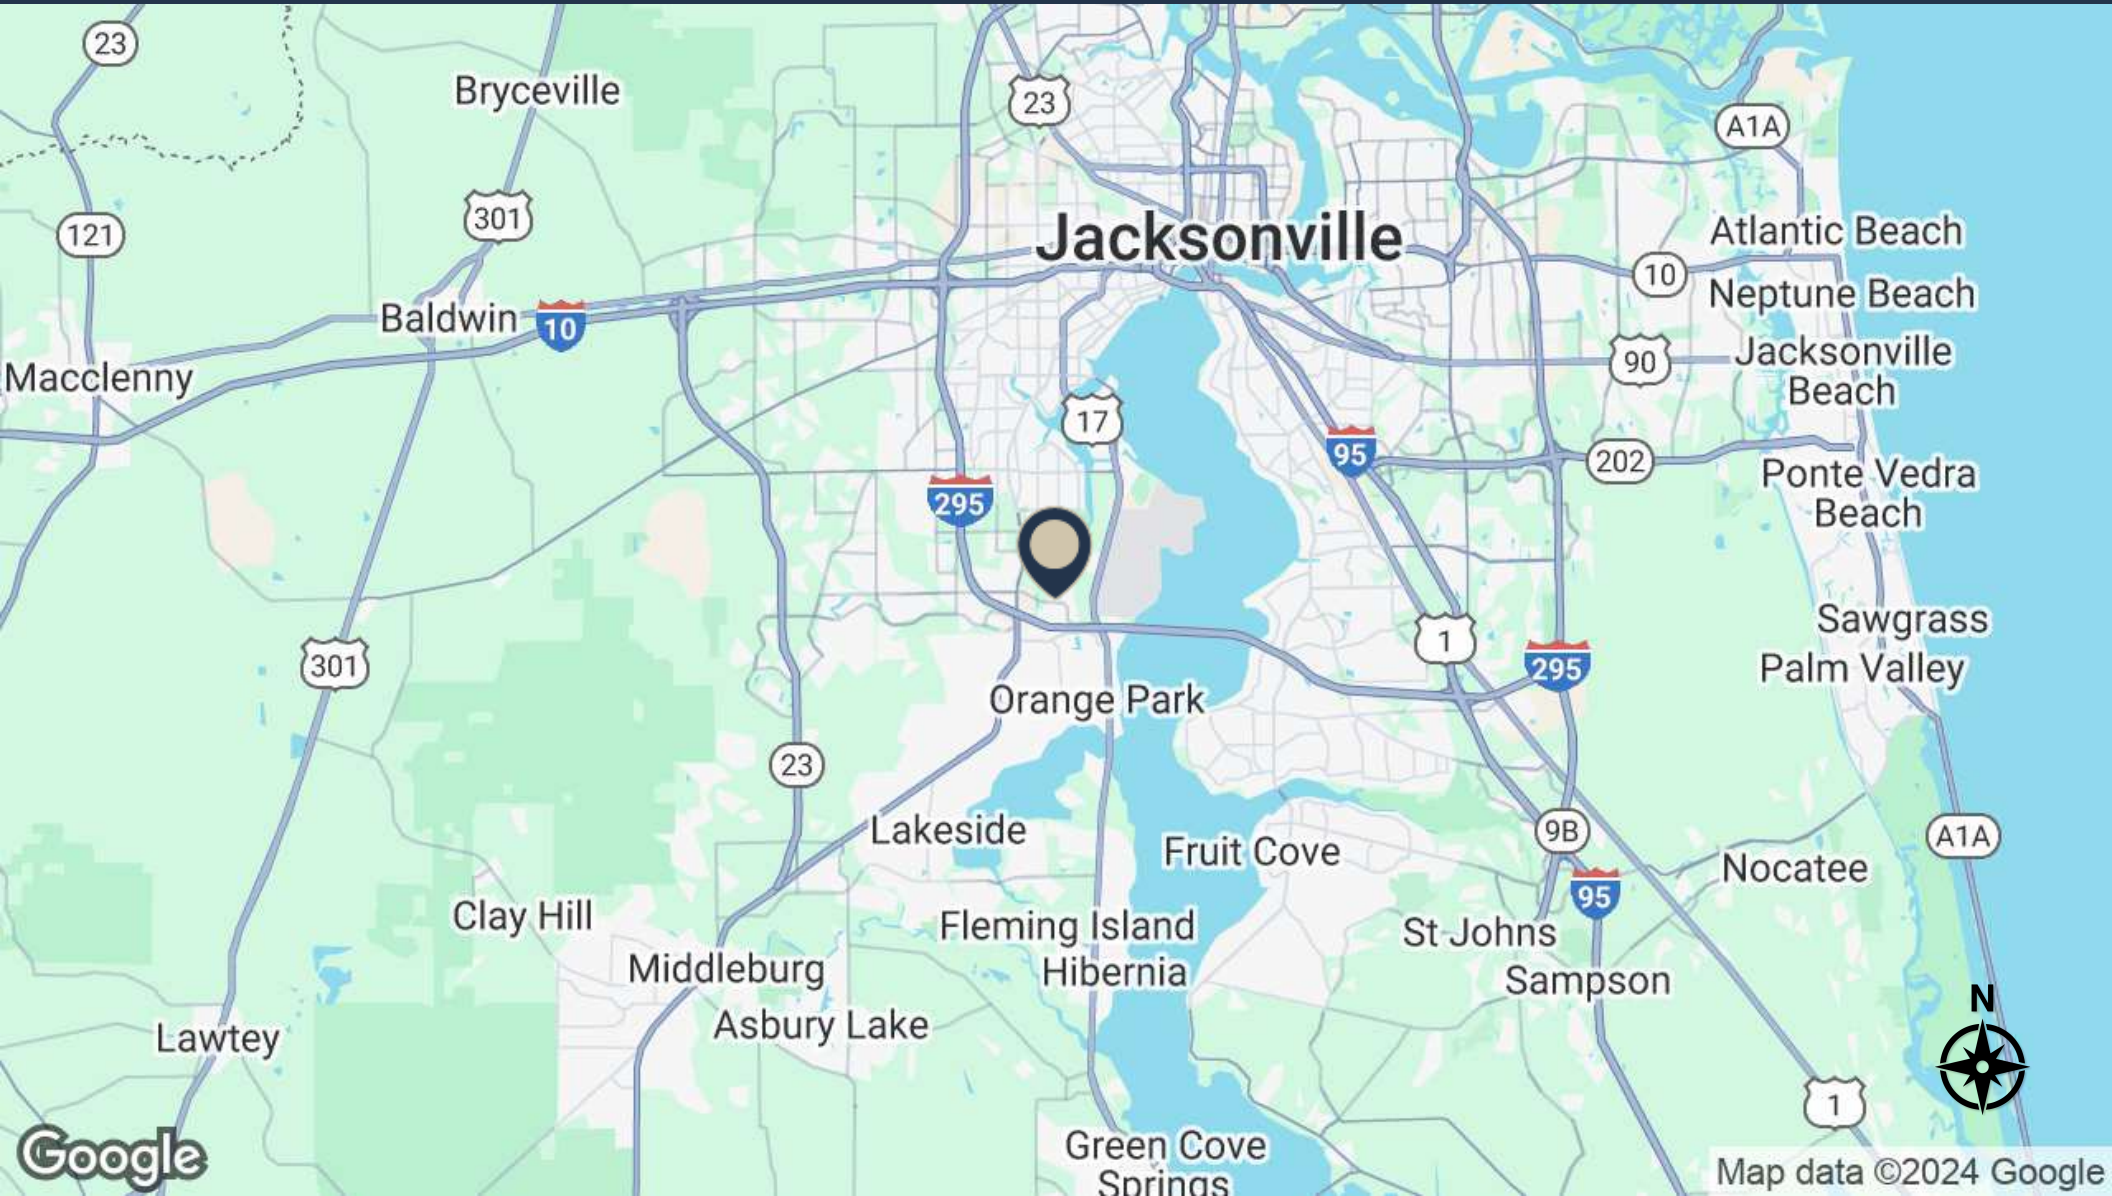 23
Bryceville
23
A1A
301
121
Jacksonville
Atlantic Beach
10
Neptune Beach
Baldwin
10
Jacksonville
Beach
90
Macclenny
17
95
202
Ponte Vedra
Beach
295
Sawgrass
1
301
295
Palm Valley
Orange Park
23
Lakeside
9B
A1A
Fruit Cove
Nocatee
95
Clay Hill
Fleming Island
St Johns
Middleburg
Hibernia
Sampson
N
Asbury Lake
Lawtey
1
Green Cove
Springs
Google
Map data ©2024 Google